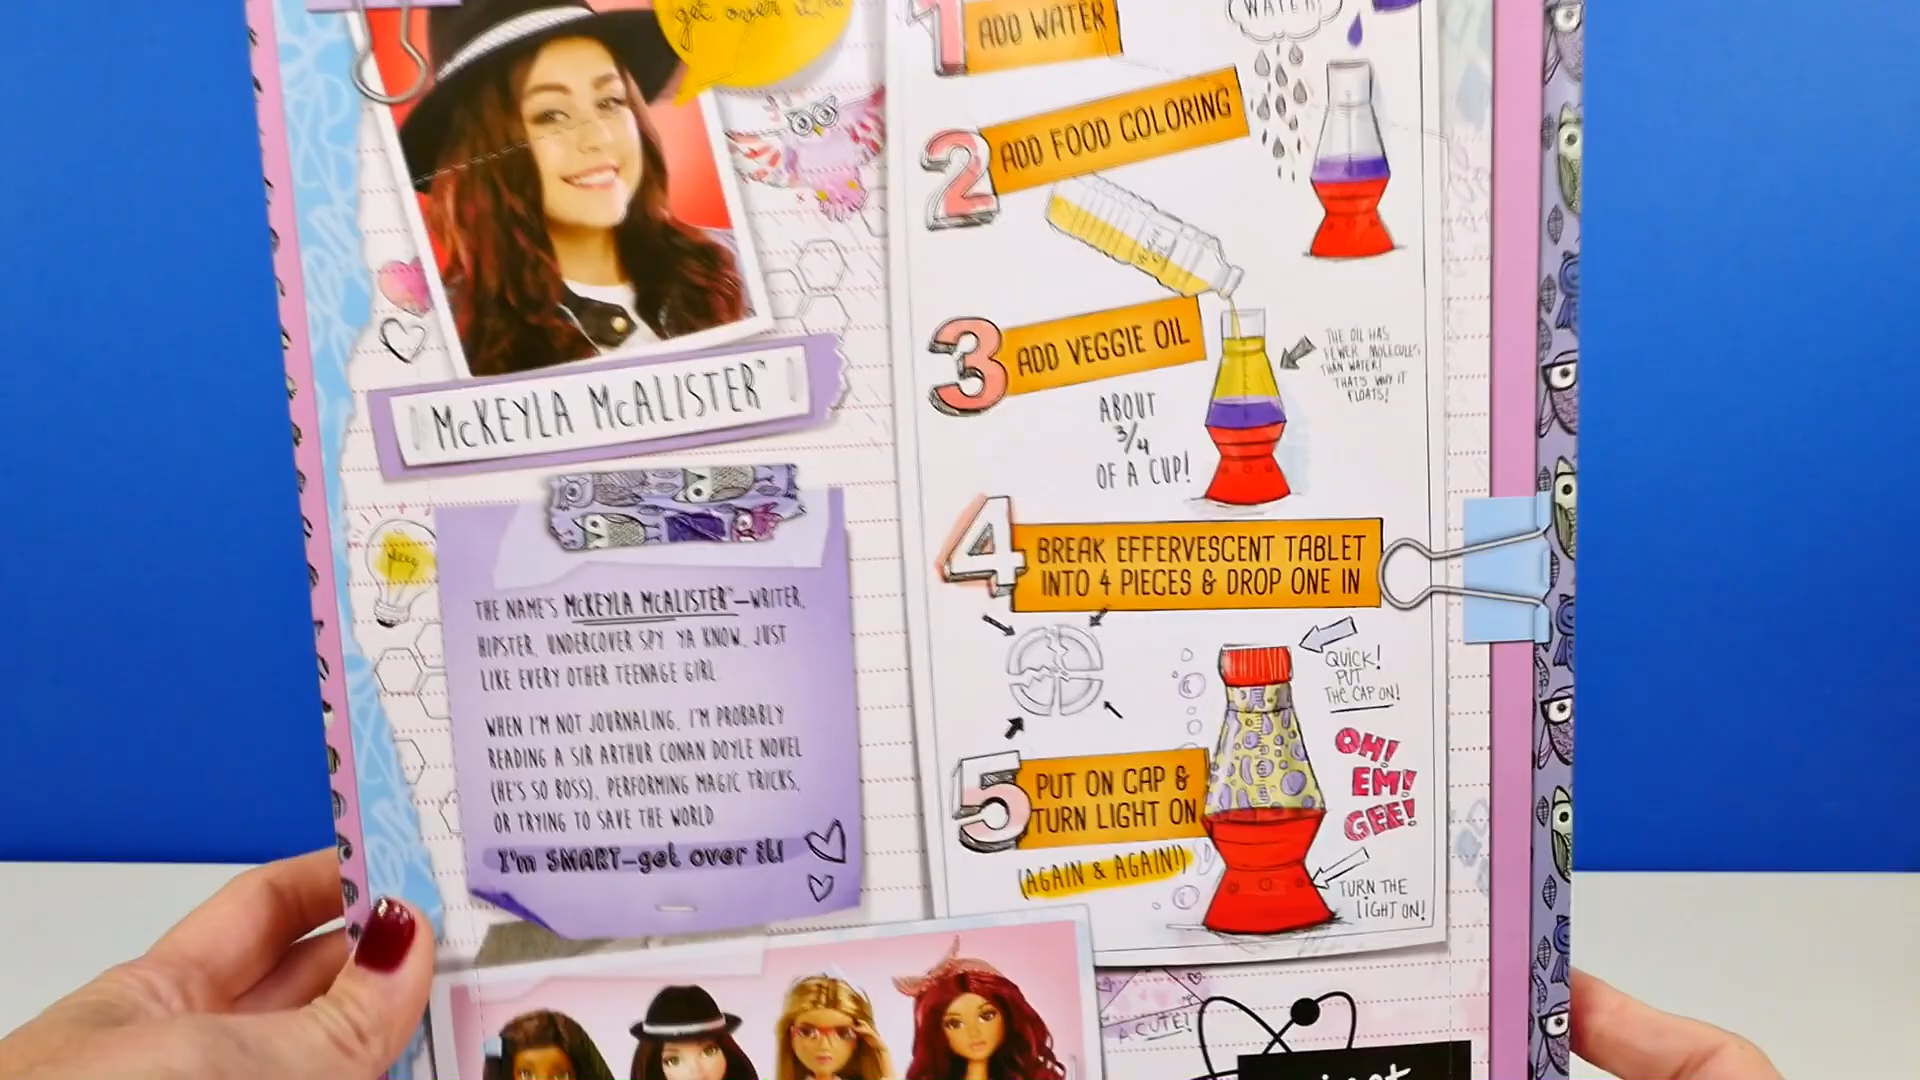 get over it!
McKEYLA McALISTER™
THE NAME'S McKEYLA McALISTER™—WRITER,
HIPSTER, UNDERCOVER SPY. YA KNOW, JUST
LIKE EVERY OTHER TEENAGE GIRL.
WHEN I'M NOT JOURNALING, I'M PROBABLY
READING A SIR ARTHUR CONAN DOYLE NOVEL
(HE'S SO BOSS), PERFORMING MAGIC TRICKS,
OR TRYING TO SAVE THE WORLD
I'm SMART—get over it!
1 ADD WATER
WATER!
2 ADD FOOD COLORING
3 ADD VEGGIE OIL
ABOUT
3/4
OF A CUP!
THE OIL HAS
FEWER MOLECULES
THAN WATER!
THAT'S WHY IT
FLOATS!
4 BREAK EFFERVESCENT TABLET
INTO 4 PIECES & DROP ONE IN
QUICK!
PUT
THE CAP ON!
5 PUT ON CAP &
TURN LIGHT ON
(AGAIN & AGAIN!)
OH!
EM!
GEE!
TURN THE
LIGHT ON!
A CUTE!